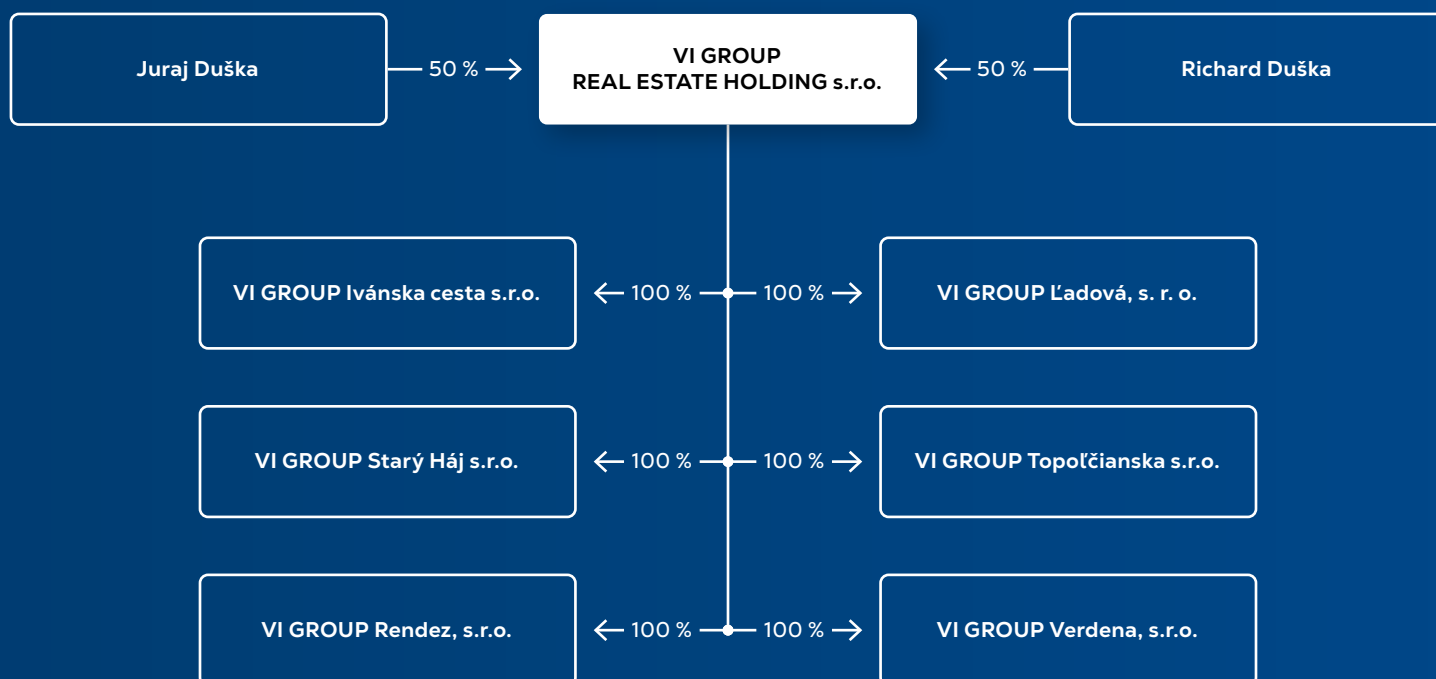 Juraj Duška
50 %
VI GROUP
REAL ESTATE HOLDING s.r.o.
50 %
Richard Duška
VI GROUP Ivánska cesta s.r.o.
100 %
100 %
VI GROUP Ľadová, s. r. o.
VI GROUP Starý Háj s.r.o.
100 %
100 %
VI GROUP Topoľčianska s.r.o.
VI GROUP Rendez, s.r.o.
100 %
100 %
VI GROUP Verdena, s.r.o.